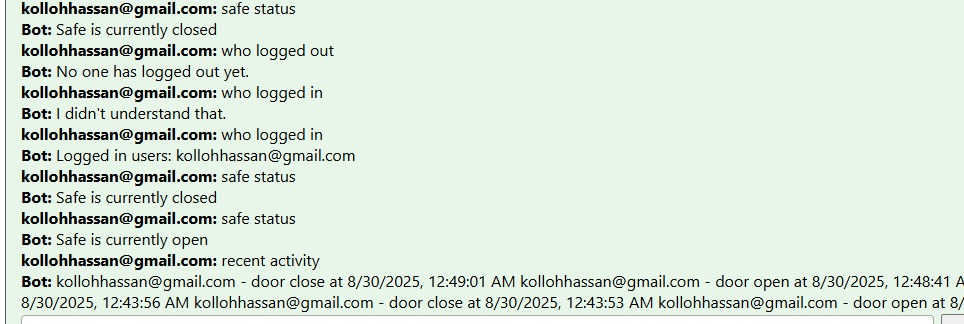 kollohhassan@gmail.com: safe status
Bot: Safe is currently closed
kollohhassan@gmail.com: who logged out
Bot: No one has logged out yet.
kollohhassan@gmail.com: who logged in
Bot: I didn't understand that.
kollohhassan@gmail.com: who logged in
Bot: Logged in users: kollohhassan@gmail.com
kollohhassan@gmail.com: safe status
Bot: Safe is currently closed
kollohhassan@gmail.com: safe status
Bot: Safe is currently open
kollohhassan@gmail.com: recent activity
Bot: kollohhassan@gmail.com - door close at 8/30/2025, 12:49:01 AM kollohhassan@gmail.com - door open at 8/30/2025, 12:48:41 A
8/30/2025, 12:43:56 AM kollohhassan@gmail.com - door close at 8/30/2025, 12:43:53 AM kollohhassan@gmail.com - door open at 8/